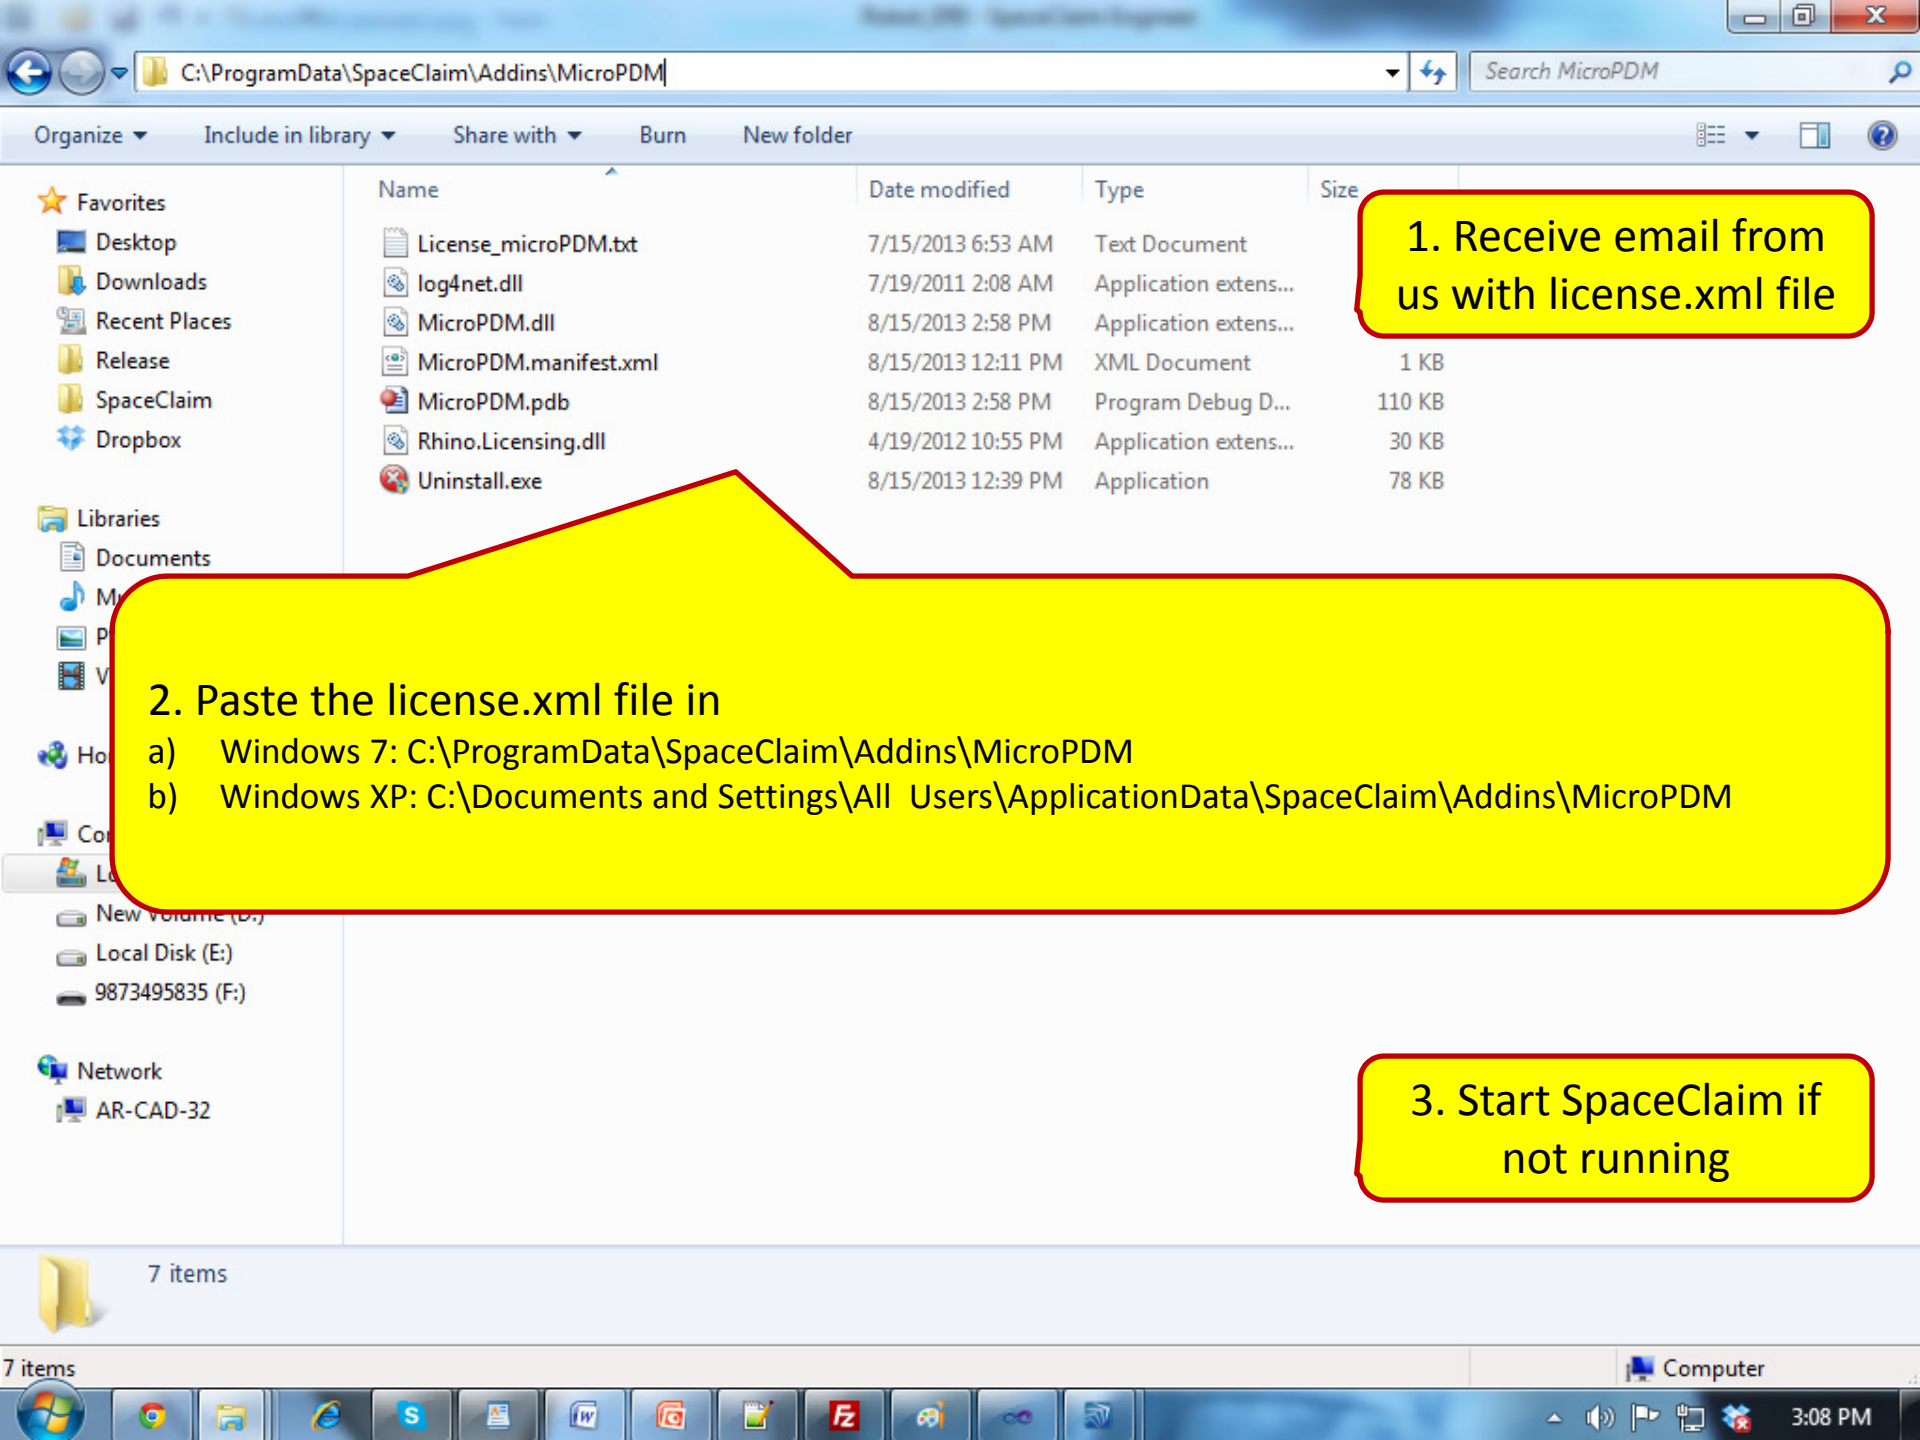 C:\ProgramData\SpaceClaim\Addins\MicroPDM
Search MicroPDM
Organize
Include in library
Share with
Burn
New folder
Name
Date modified
Type
Size
Favorites
Desktop
Downloads
Recent Places
Release
SpaceClaim
Dropbox
Libraries
Documents
License_microPDM.txt 7/15/2013 6:53 AM Text Document
log4net.dll 7/19/2011 2:08 AM Application extens...
MicroPDM.dll 8/15/2013 2:58 PM Application extens...
MicroPDM.manifest.xml 8/15/2013 12:11 PM XML Document 1 KB
MicroPDM.pdb 8/15/2013 2:58 PM Program Debug D... 110 KB
Rhino.Licensing.dll 4/19/2012 10:55 PM Application extens... 30 KB
Uninstall.exe 8/15/2013 12:39 PM Application 78 KB
1. Receive email from
us with license.xml file
2. Paste the license.xml file in
a) Windows 7: C:\ProgramData\SpaceClaim\Addins\MicroPDM
b) Windows XP: C:\Documents and Settings\All Users\ApplicationData\SpaceClaim\Addins\MicroPDM
New Volume (D:)
Local Disk (E:)
9873495835 (F:)
Network
AR-CAD-32
3. Start SpaceClaim if
not running
7 items
7 items
Computer
3:08 PM